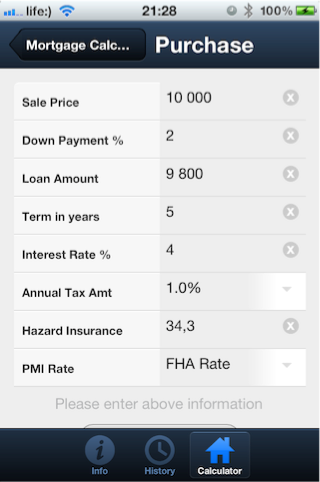 life:) 21:28 100%
Mortgage Calc... Purchase
Sale Price 10 000
Down Payment % 2
Loan Amount 9 800
Term in years 5
Interest Rate % 4
Annual Tax Amt 1.0%
Hazard Insurance 34,3
PMI Rate FHA Rate
Please enter above information
Info History Calculator